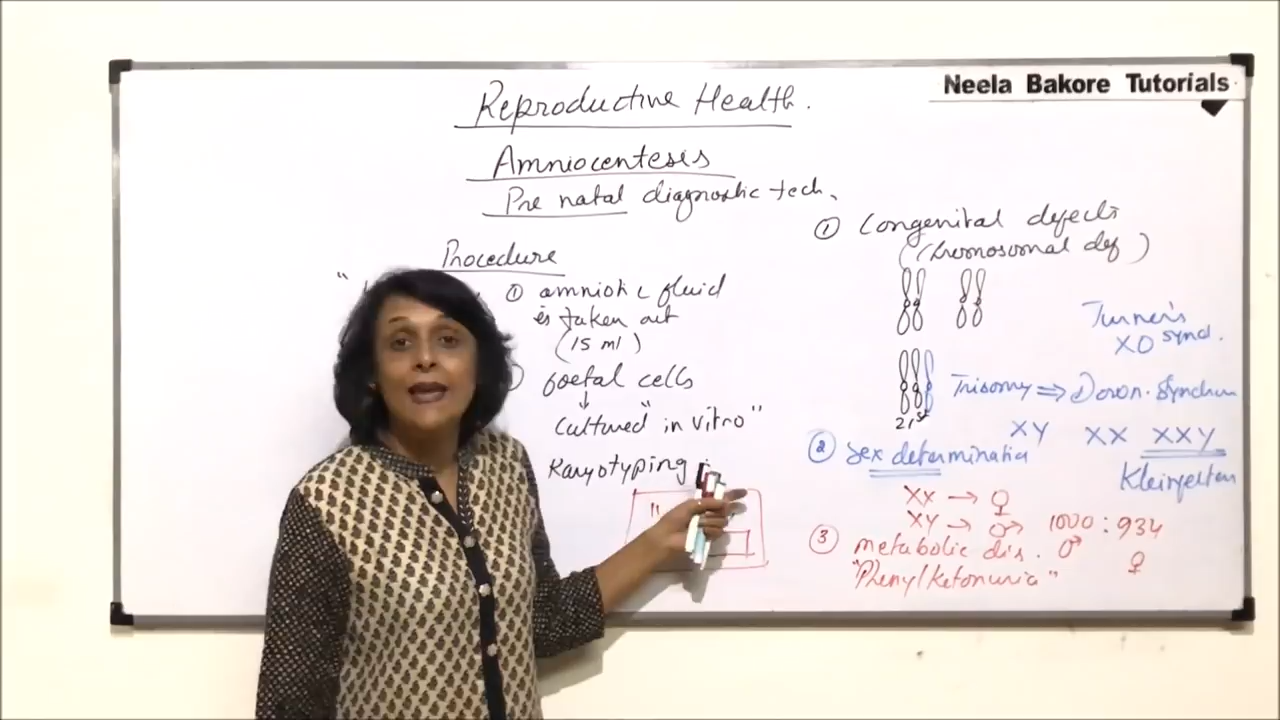 Neela Bakore Tutorials
Reproductive Health.
Amniocentesis
Pre natal diagnostic tech.
Procedure
① amniotic fluid
is taken out
(15 ml)
foetal cells
↓
Cultured "in vitro"
Karyotyping
① Congenital defects
(Chromosomal def)
Turner's
XO synd.
21st
Trisomy ⇒ Down. Syndrom
② Sex determination
XY XX XXY
Kleinfelter
XX → ♀
XY → ♂ 1000 : 934
♂ ♀
③ metabolic dis.
"Phenylketonuria"